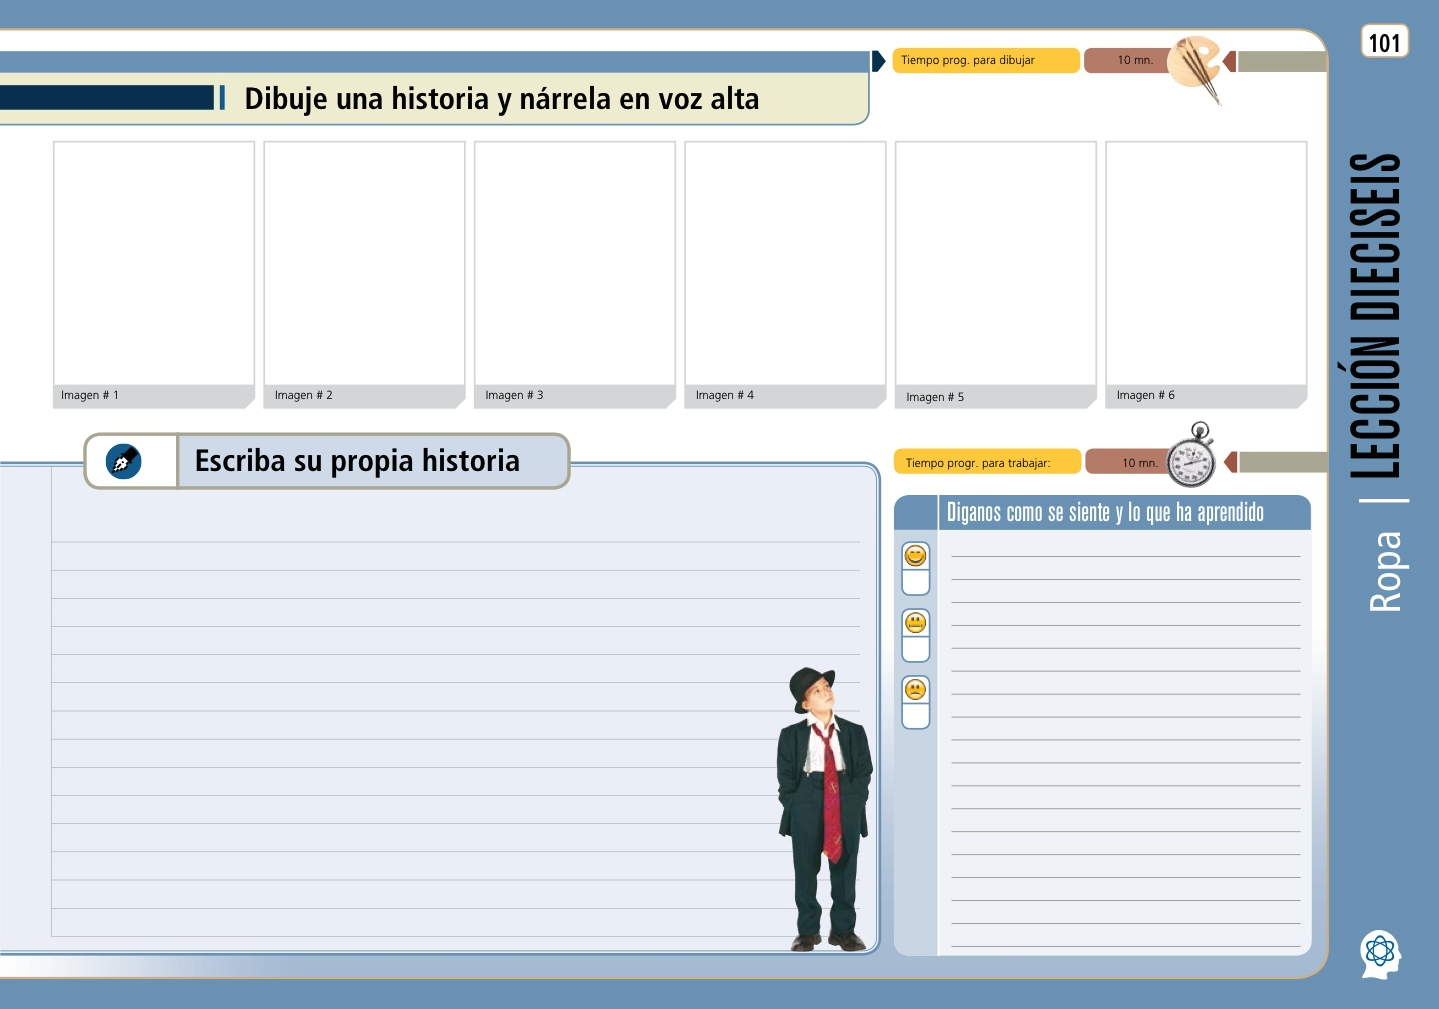 Tiempo prog. para dibujar
10 mn.
101
Dibuje una historia y nárrela en voz alta
Imagen # 1
Imagen # 2
Imagen # 3
Imagen # 4
Imagen # 5
Imagen # 6
Escriba su propia historia
Tiempo progr. para trabajar:
10 mn.
Diganos como se siente y lo que ha aprendido
Ropa | LECCIÓN DIECISEIS